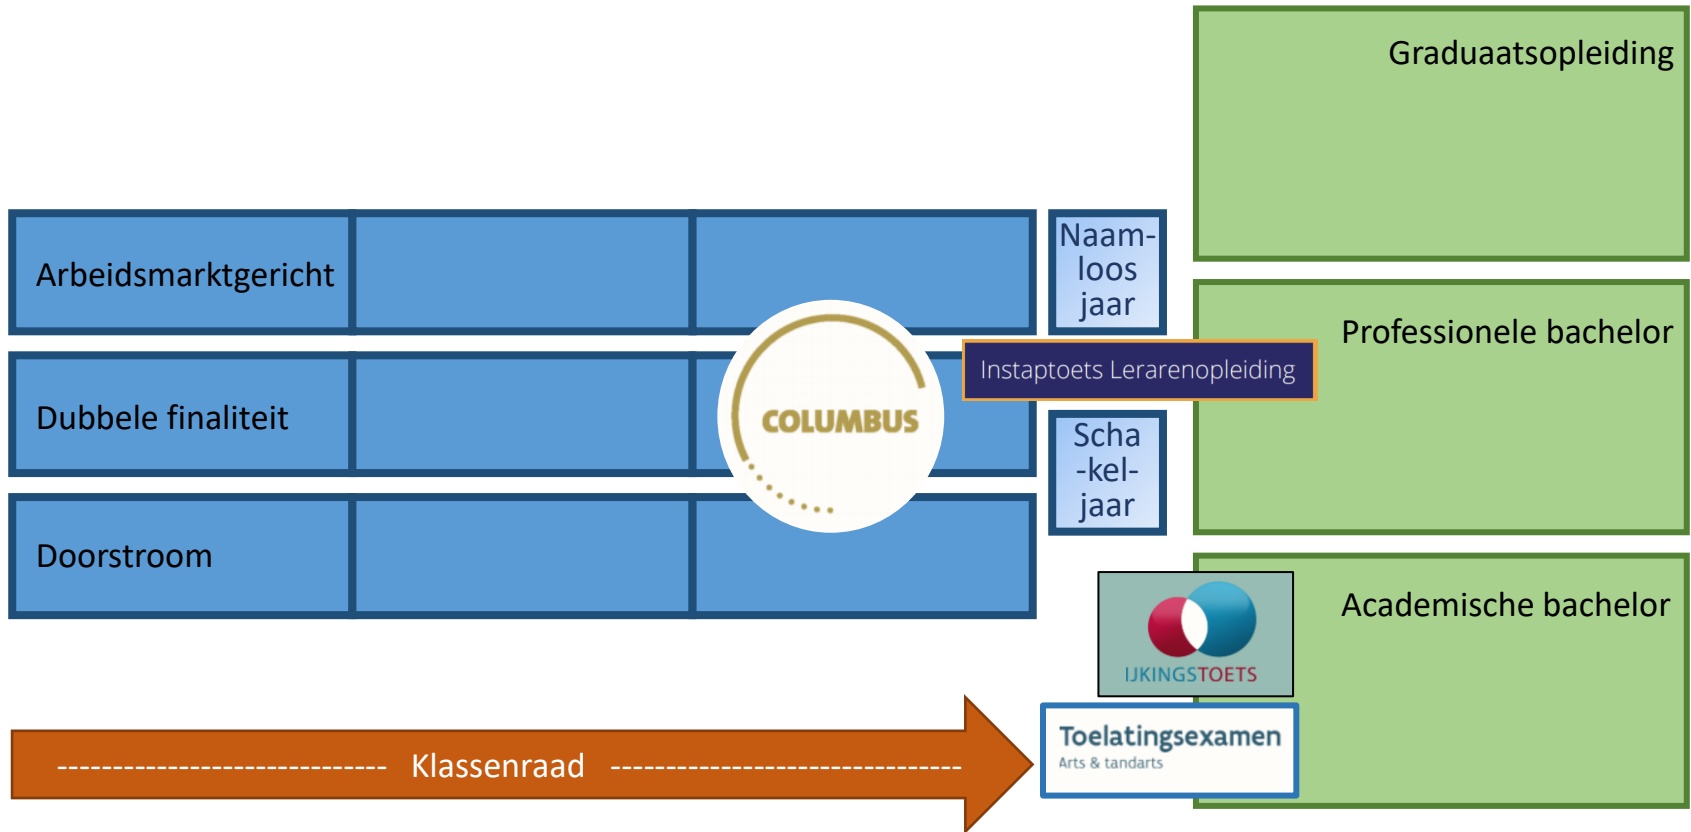 Graduaatsopleiding
Arbeidsmarktgericht
Naam-
loos
jaar
Professionele bachelor
Instaptoets Lerarenopleiding
Dubbele finaliteit
COLUMBUS
Scha
-kel-
jaar
Doorstroom
Academische bachelor
IJKINGSTOETS
Toelatingsexamen
Arts & tandarts
------------------------------ Klassenraad --------------------------------